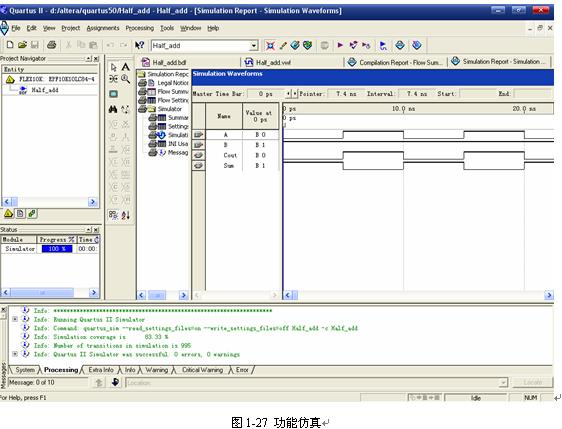 Quartus II - d:/altera/quartus50/Half_add - Half_add - [Simulation Report - Simulation Waveforms]
File Edit View Project Assignments Processing Tools Window Help
Half_add
Project Navigator
Entity
FLEX10K: EPF10K10LC84-4
Half_add
Half_add.bdf
Half_add.vwf
Compilation Report - Flow Sum...
Simulation Report - Simulation ...
Simulation Repo
Legal Notice
Flow Summa
Flow Setting
Simulator
Summar
Settings
Simulati
INI Usa
Messag
Simulation Waveforms
Master Time Bar: 0 ps
Pointer: 7.4 ns
Interval: 7.4 ns
Start:
End:
Name
Value at
0 ps
0 ps
10.0 ns
20.0 ns
0 ps
A B 0
B B 1
Cout B 0
Sum B 1
Status
Module Progress % Time
Simulator 100 % 00:00:
Info: Running Quartus II Simulator
Info: Command: quartus_sim --read_settings_files=on --write_settings_files=off Half_add -c Half_add
Info: Simulation coverage is 83.33 %
Info: Number of transitions in simulation is 995
Info: Quartus II Simulator was successful. 0 errors, 0 warnings
System Processing Extra Info Info Warning Critical Warning Error
Messages
Message: 0 of 10
Location:
Locate
For Help, press F1
Idle
NUM
图1-27 功能仿真